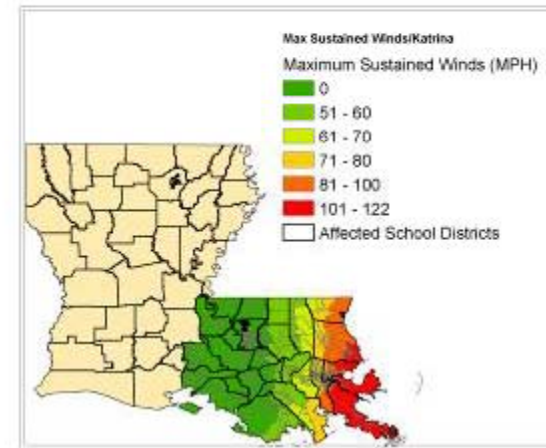 Max Sustained Winds/Katrina
Maximum Sustained Winds (MPH)
0
51 - 60
61 - 70
71 - 80
81 - 100
101 - 122
Affected School Districts